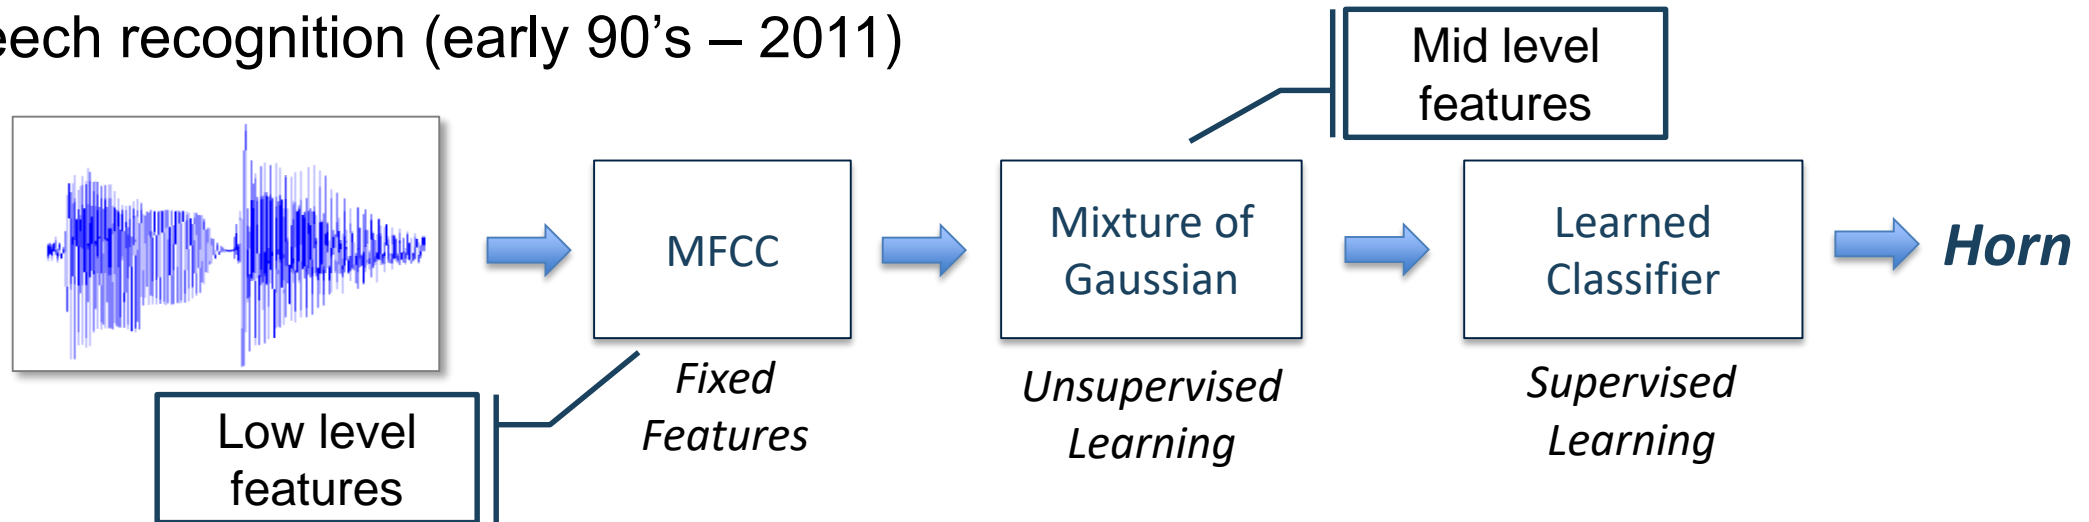 eech recognition (early 90's – 2011)
Mid level
features
MFCC
Mixture of
Gaussian
Learned
Classifier
Horn
Fixed
Features
Unsupervised
Learning
Supervised
Learning
Low level
features